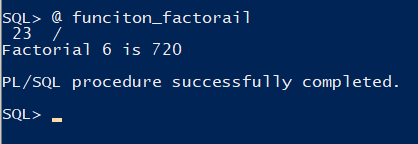 SQL> @ funciton_factorail
 23  /
Factorial 6 is 720
PL/SQL procedure successfully completed.
SQL> _